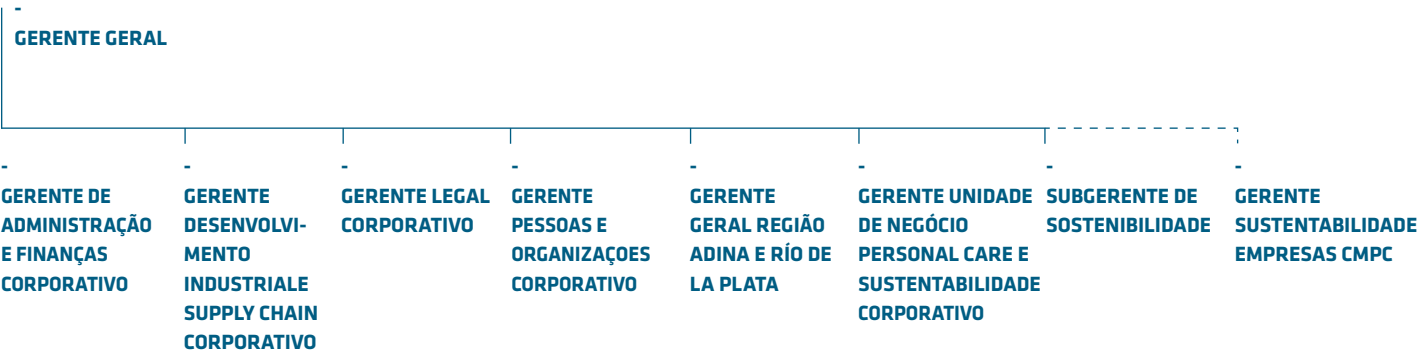 -
GERENTE GERAL
-
GERENTE DE
ADMINISTRAÇÃO
E FINANÇAS
CORPORATIVO
-
GERENTE
DESENVOLVI-
MENTO
INDUSTRIALE
SUPPLY CHAIN
CORPORATIVO
-
GERENTE LEGAL
CORPORATIVO
-
GERENTE
PESSOAS E
ORGANIZAÇOES
CORPORATIVO
-
GERENTE
GERAL REGIÃO
ADINA E RÍO DE
LA PLATA
-
GERENTE UNIDADE
DE NEGÓCIO
PERSONAL CARE E
SUSTENTABILIDADE
CORPORATIVO
-
SUBGERENTE DE
SOSTENIBILIDADE
-
GERENTE
SUSTENTABILIDADE
EMPRESAS CMPC